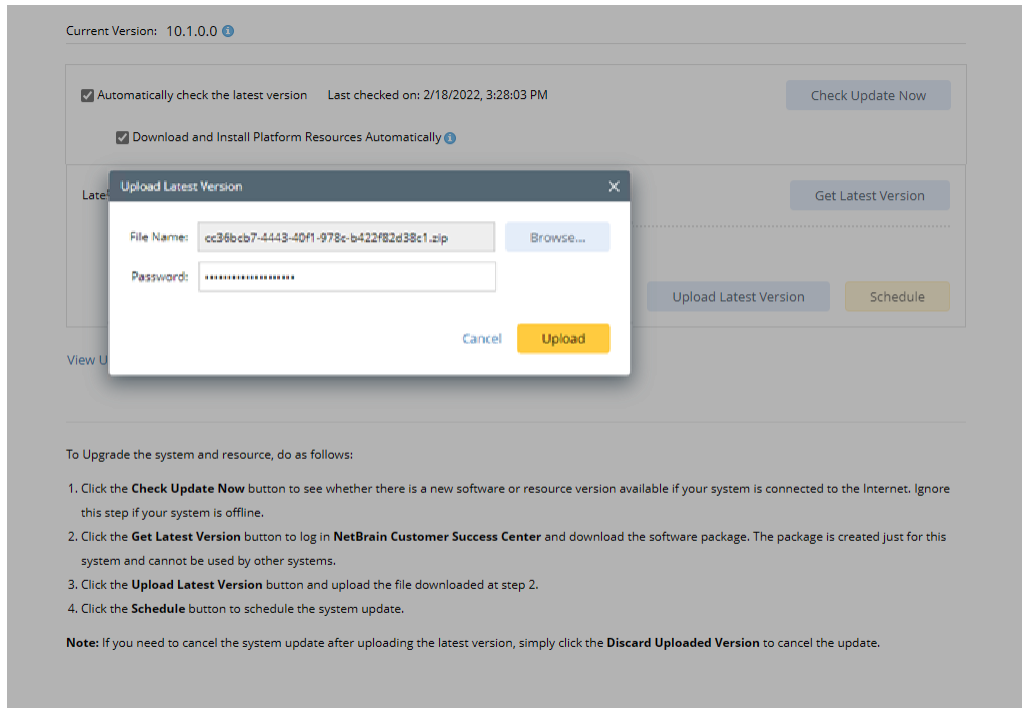 Current Version: 10.1.0.0
Automatically check the latest version Last checked on: 2/18/2022, 3:28:03 PM
Check Update Now
Download and Install Platform Resources Automatically
Upload Latest Version
Get Latest Version
File Name: cc36bcb7-4443-40f1-978c-b422f82d38c1.zip
Browse...
Password: •••••••••••••••••••
Upload Latest Version
Schedule
Cancel
Upload
View U
To Upgrade the system and resource, do as follows:
1. Click the Check Update Now button to see whether there is a new software or resource version available if your system is connected to the Internet. Ignore
this step if your system is offline.
2. Click the Get Latest Version button to log in NetBrain Customer Success Center and download the software package. The package is created just for this
system and cannot be used by other systems.
3. Click the Upload Latest Version button and upload the file downloaded at step 2.
4. Click the Schedule button to schedule the system update.
Note: If you need to cancel the system update after uploading the latest version, simply click the Discard Uploaded Version to cancel the update.